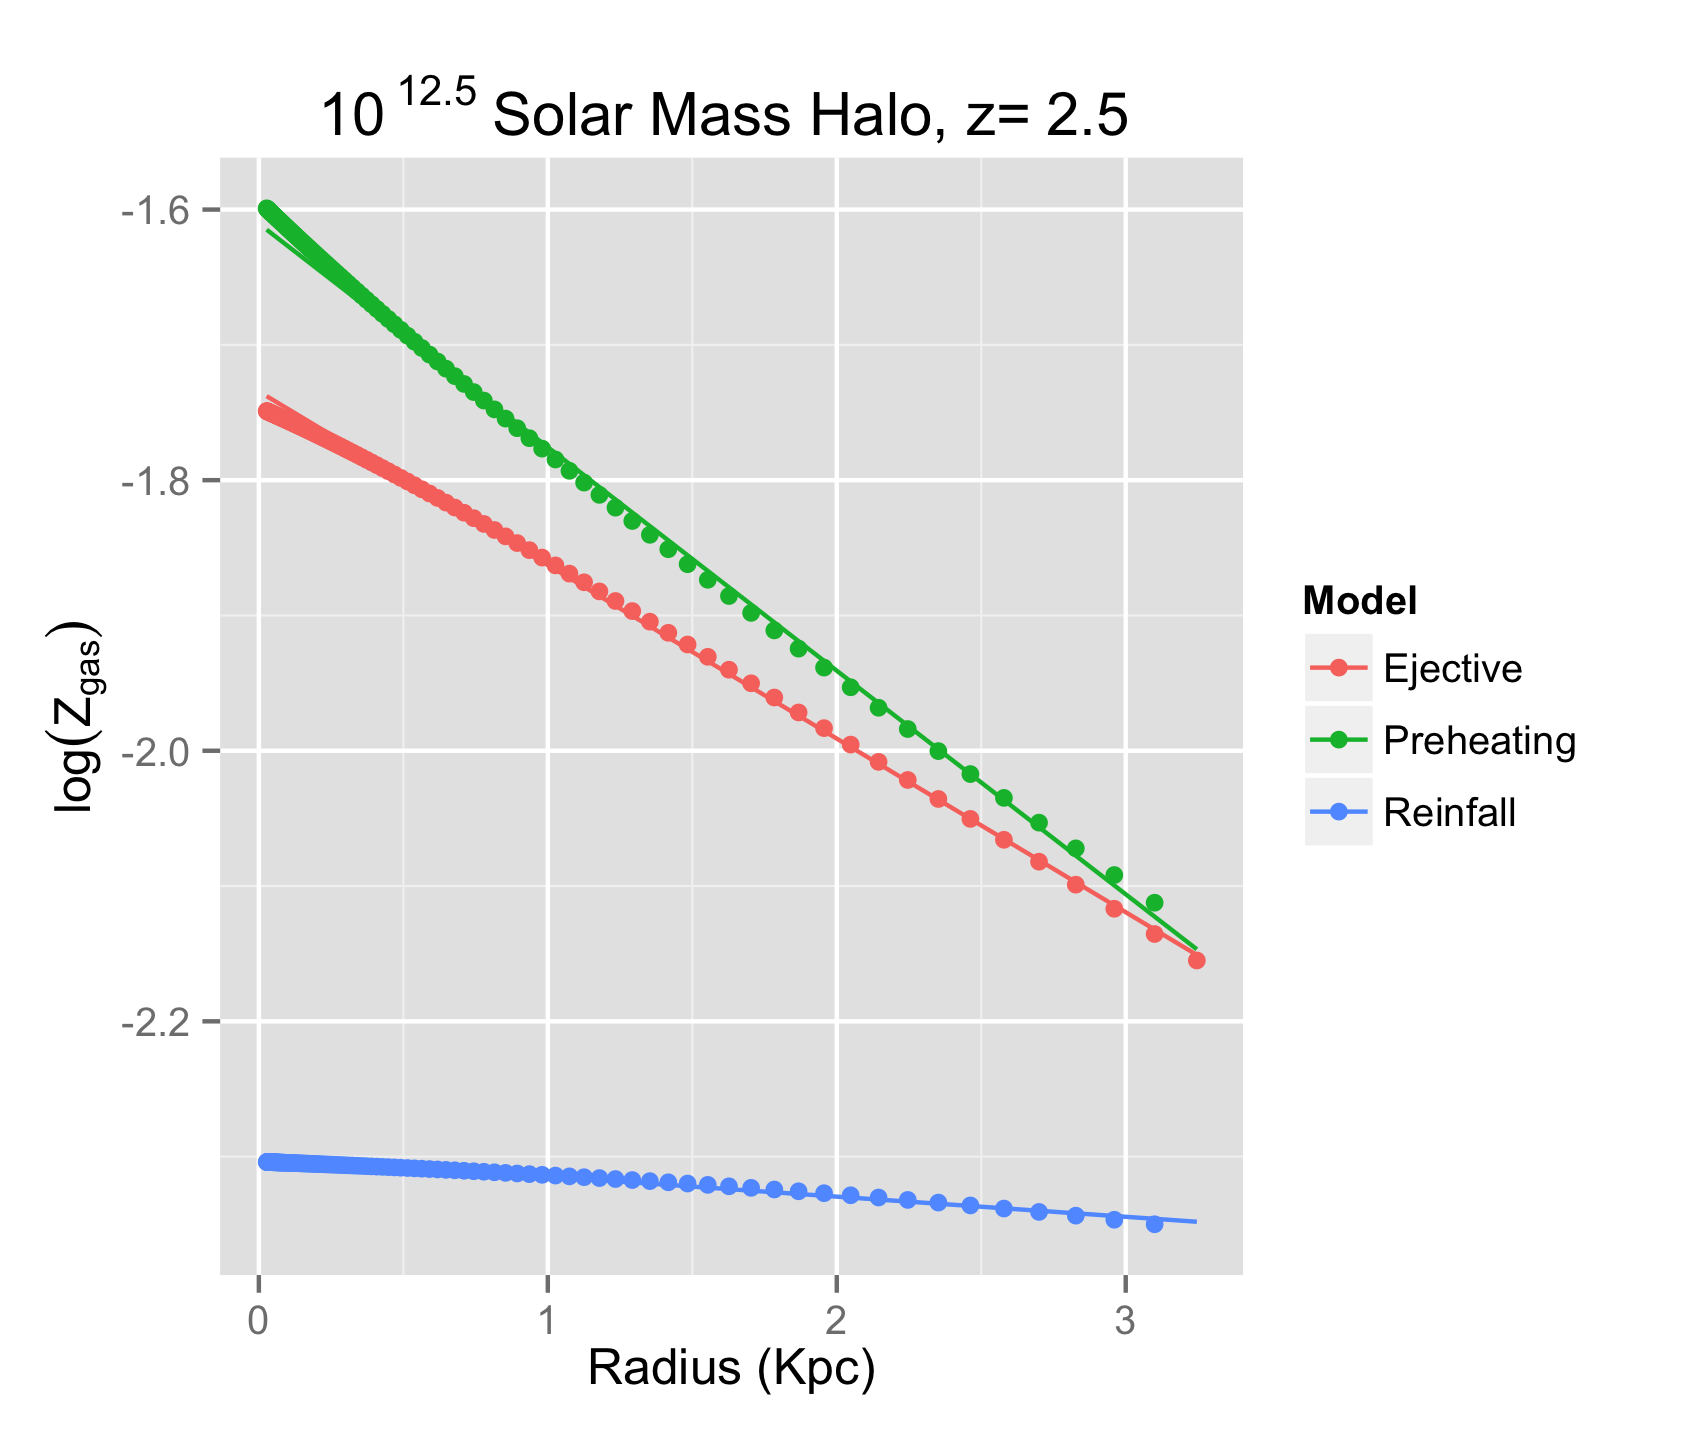 10 12.5 Solar Mass Halo, z= 2.5
-1.6
-1.8
-2.0
-2.2
log(Zgas)
0 1 2 3
Radius (Kpc)
Model
Ejective
Preheating
Reinfall